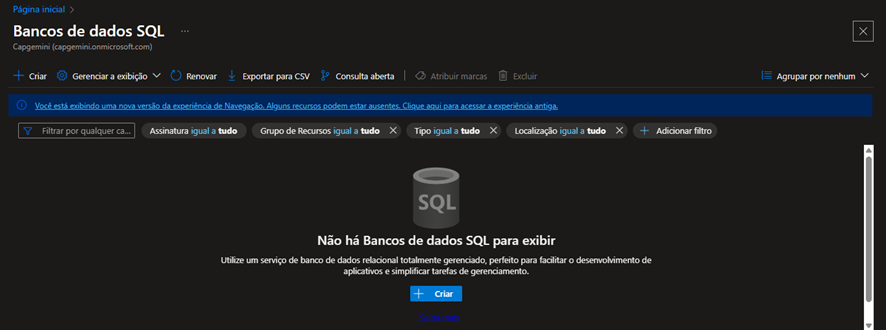 Página inicial >
Bancos de dados SQL ...
Capgemini (capgemini.onmicrosoft.com)
Criar Gerenciar a exibição Renovar Exportar para CSV Consulta aberta Atribuir marcas Excluir Agrupar por nenhum
Você está exibindo uma nova versão da experiência de Navegação. Alguns recursos podem estar ausentes. Clique aqui para acessar a experiência antiga.
Filtrar por qualquer ca... Assinatura igual a tudo Grupo de Recursos igual a tudo Tipo igual a tudo Localização igual a tudo Adicionar filtro
SQL
Não há Bancos de dados SQL para exibir
Utilize um serviço de banco de dados relacional totalmente gerenciado, perfeito para facilitar o desenvolvimento de
aplicativos e simplificar tarefas de gerenciamento.
Criar